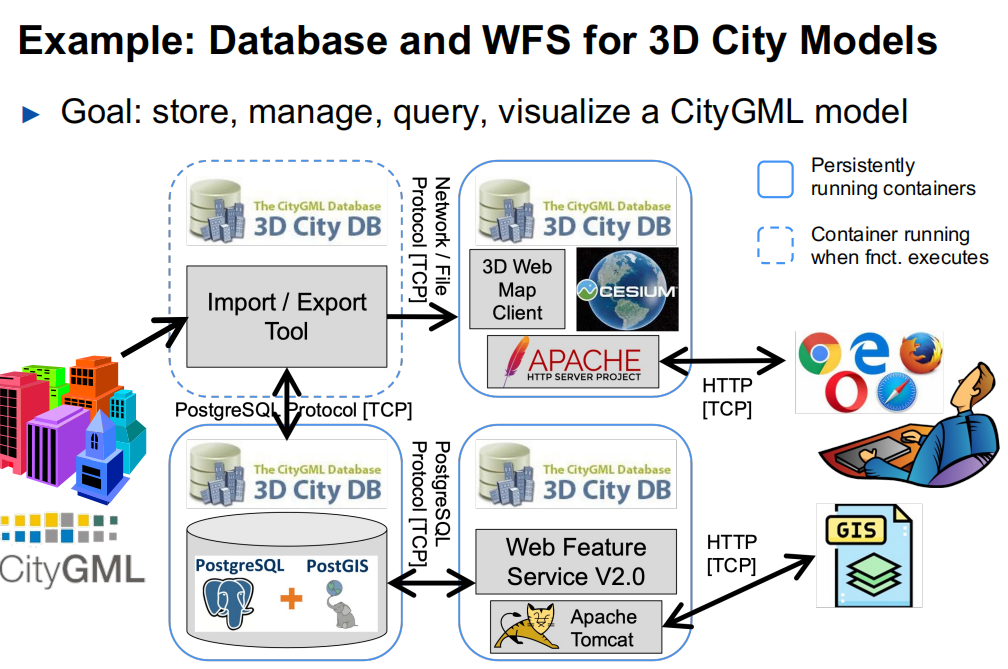 Example: Database and WFS for 3D City Models
► Goal: store, manage, query, visualize a CityGML model
The CityGML Database
3D City DB
Import / Export
Tool
Network / File
Protocol [TCP]
The CityGML Database
3D City DB
3D Web
Map
Client
CESIUM
APACHE
HTTP SERVER PROJECT
Persistently
running containers
Container running
when fnct. executes
HTTP
[TCP]
PostgreSQL Protocol [TCP]
CityGML
The CityGML Database
3D City DB
PostgreSQL
PostGIS
+
PostgreSQL
Protocol [TCP]
The CityGML Database
3D City DB
Web Feature
Service V2.0
Apache
Tomcat
HTTP
[TCP]
GIS